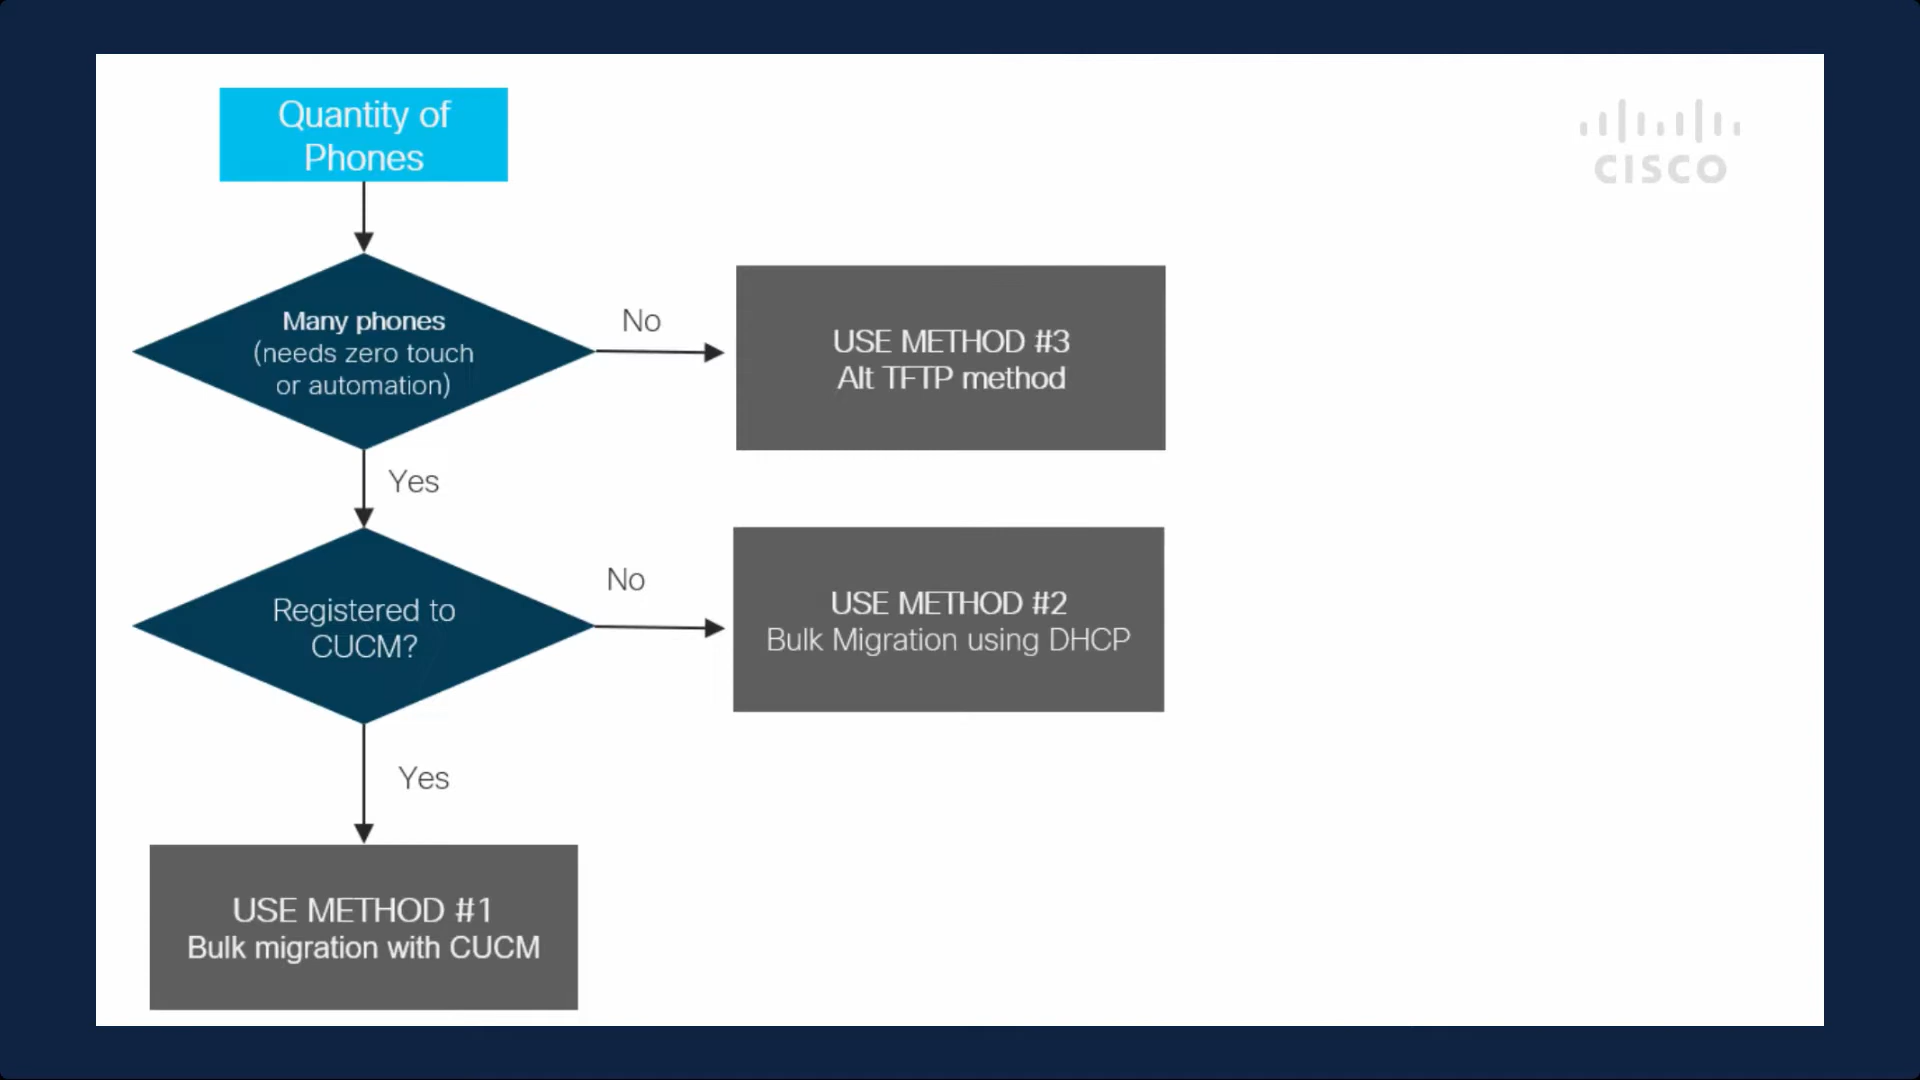 Quantity of
Phones
CISCO
Many phones
(needs zero touch
or automation)
No
USE METHOD #3
Alt TFTP method
Yes
Registered to
CUCM?
No
USE METHOD #2
Bulk Migration using DHCP
Yes
USE METHOD #1
Bulk migration with CUCM